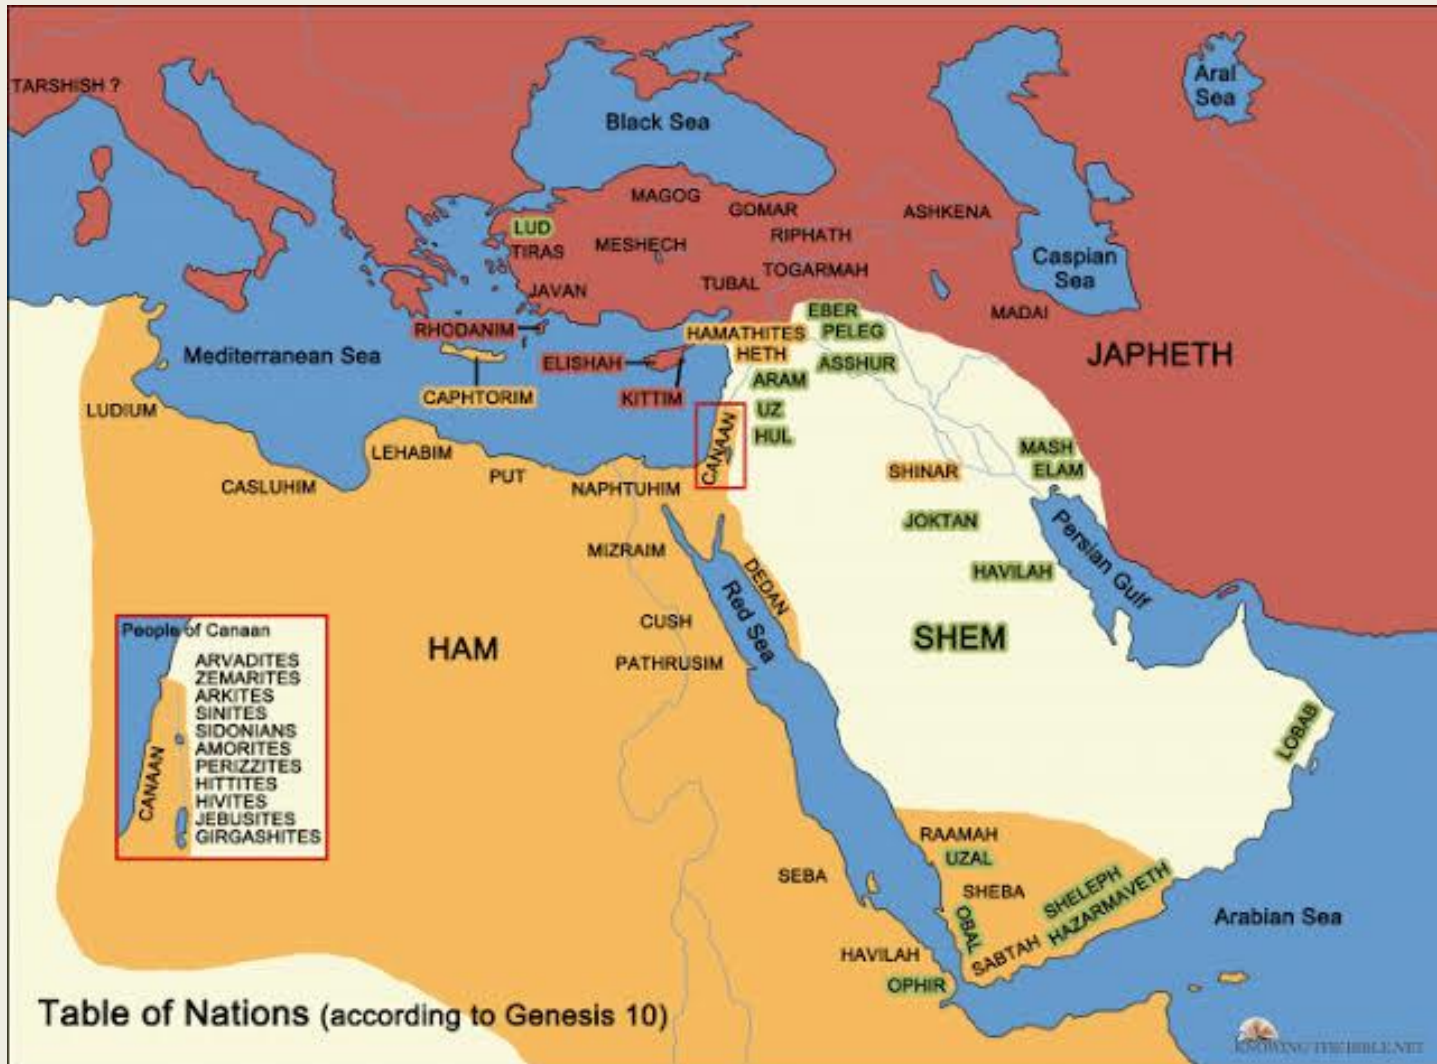 TARSHISH ?
Aral
Sea
Black Sea
MAGOG
GOMAR
ASHKENA
LUD
TIRAS
MESHECH
RIPHATH
TOGARMAH
Caspian
Sea
TUBAL
JAVAN
MADAI
EBER
PELEG
RHODANIM
HAMATHITES
JAPHETH
Mediterranean Sea
ELISHAH
HETH
ASSHUR
ARAM
CAPHTORIM
KITTIM
LUDIUM
UZ
HUL
CANAAN
LEHABIM
MASH
ELAM
SHINAR
PUT
CASLUHIM
NAPHTUHIM
JOKTAN
Persian Gulf
MIZRAIM
DEDAN
HAVILAH
Red Sea
CUSH
HAM
PATHRUSIM
SHEM
People of Canaan
ARVADITES
ZEMARITES
ARKITES
SINITES
SIDONIANS
AMORITES
PERIZZITES
HITTITES
HIVITES
JEBUSITES
GIRGASHITES
CANAAN
LOBAB
RAAMAH
UZAL
SEBA
SHEBA
SHELEPH
HAZARMAVETH
OBAL
SABTAH
Arabian Sea
HAVILAH
OPHIR
Table of Nations (according to Genesis 10)
KNOWING THE BIBLE.NET